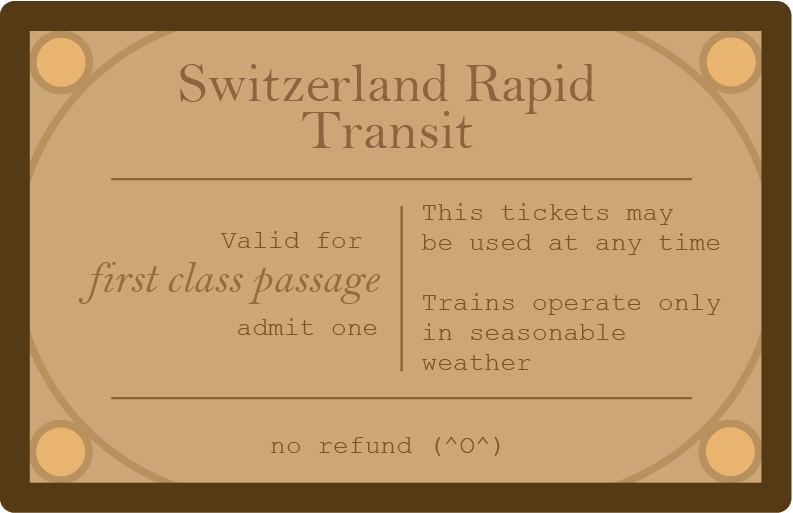 Switzerland Rapid
Transit
Valid for
first class passage
admit one
This tickets may
be used at any time
Trains operate only
in seasonable
weather
no refund (^O^)